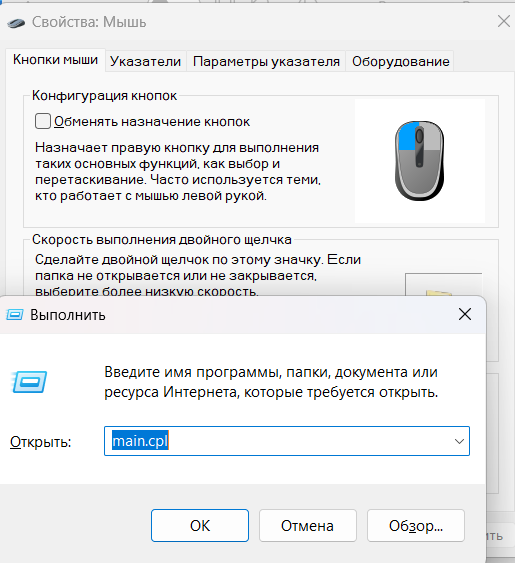 Свойства: Мышь
Кнопки мыши
Указатели
Параметры указателя
Оборудование
Конфигурация кнопок
Обменять назначение кнопок
Назначает правую кнопку для выполнения
таких основных функций, как выбор и
перетаскивание. Часто используется теми,
кто работает с мышью левой рукой.
Скорость выполнения двойного щелчка
Сделайте двойной щелчок по этому значку. Если
папка не открывается или не закрывается,
выберите более низкую скорость.
Выполнить
Введите имя программы, папки, документа или
ресурса Интернета, которые требуется открыть.
Открыть:
main.cpl
ОК
Отмена
Обзор...